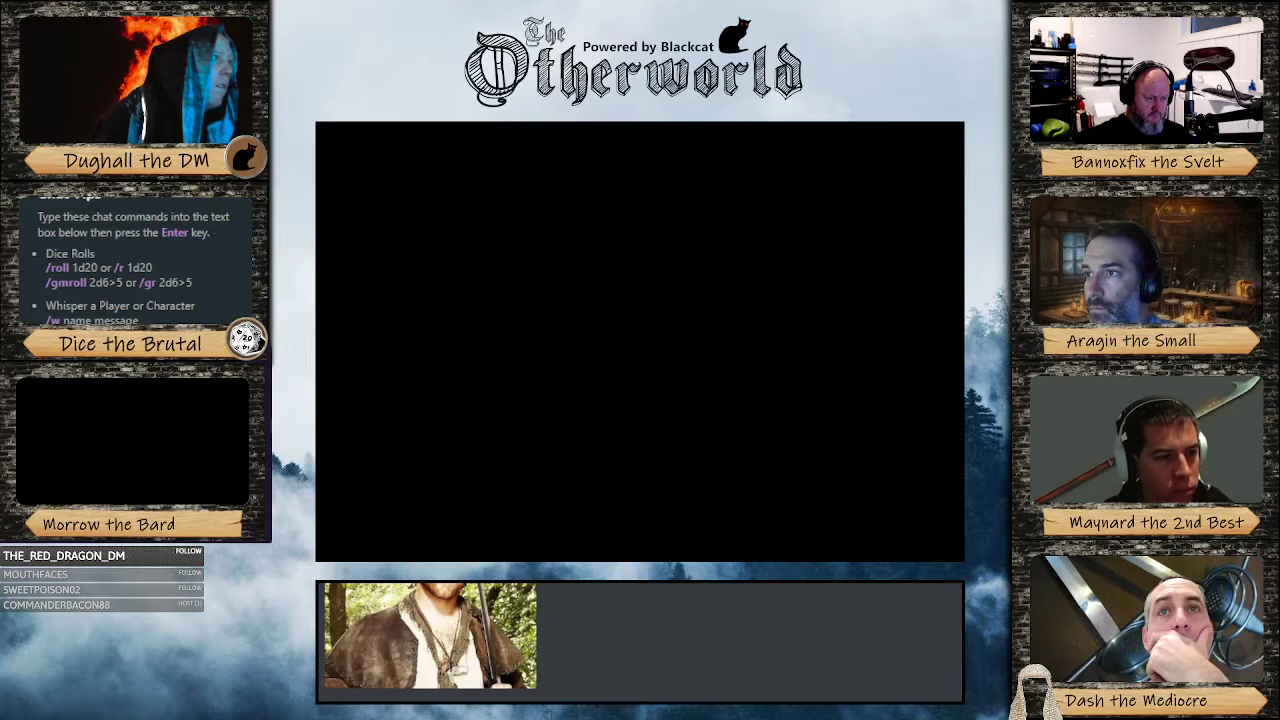 The
Powered by Blackcat
Otherworld
Dughall the DM
Type these chat commands into the text
box below then press the Enter key.
• Dice Rolls
/roll 1d20 or /r 1d20
/gmroll 2d6>5 or /gr 2d6>5
• Whisper a Player or Character
/w name message
Dice the Brutal
20
Morrow the Bard
THE_RED_DRAGON_DM FOLLOW
MOUTHFACES FOLLOW
SWEETPOISON02 FOLLOW
COMMANDERBACON88 HOST (1)
Bannoxfix the Svelt
Aragin the Small
Maynard the 2nd Best
Dash the Mediocre